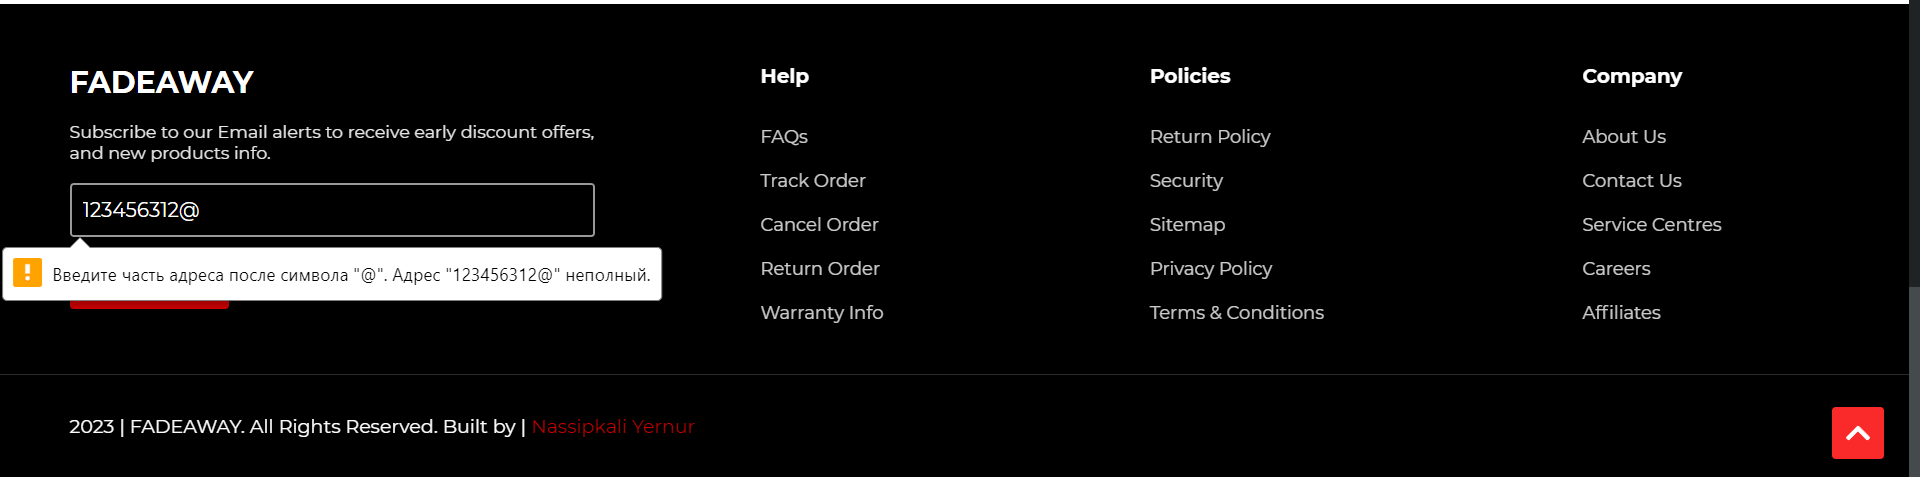 FADEAWAY
Subscribe to our Email alerts to receive early discount offers,
and new products info.
123456312@
Введите часть адреса после символа "@". Адрес "123456312@" неполный.
Help
FAQs
Track Order
Cancel Order
Return Order
Warranty Info
Policies
Return Policy
Security
Sitemap
Privacy Policy
Terms & Conditions
Company
About Us
Contact Us
Service Centres
Careers
Affiliates
2023 | FADEAWAY. All Rights Reserved. Built by | Nassipkali Yernur